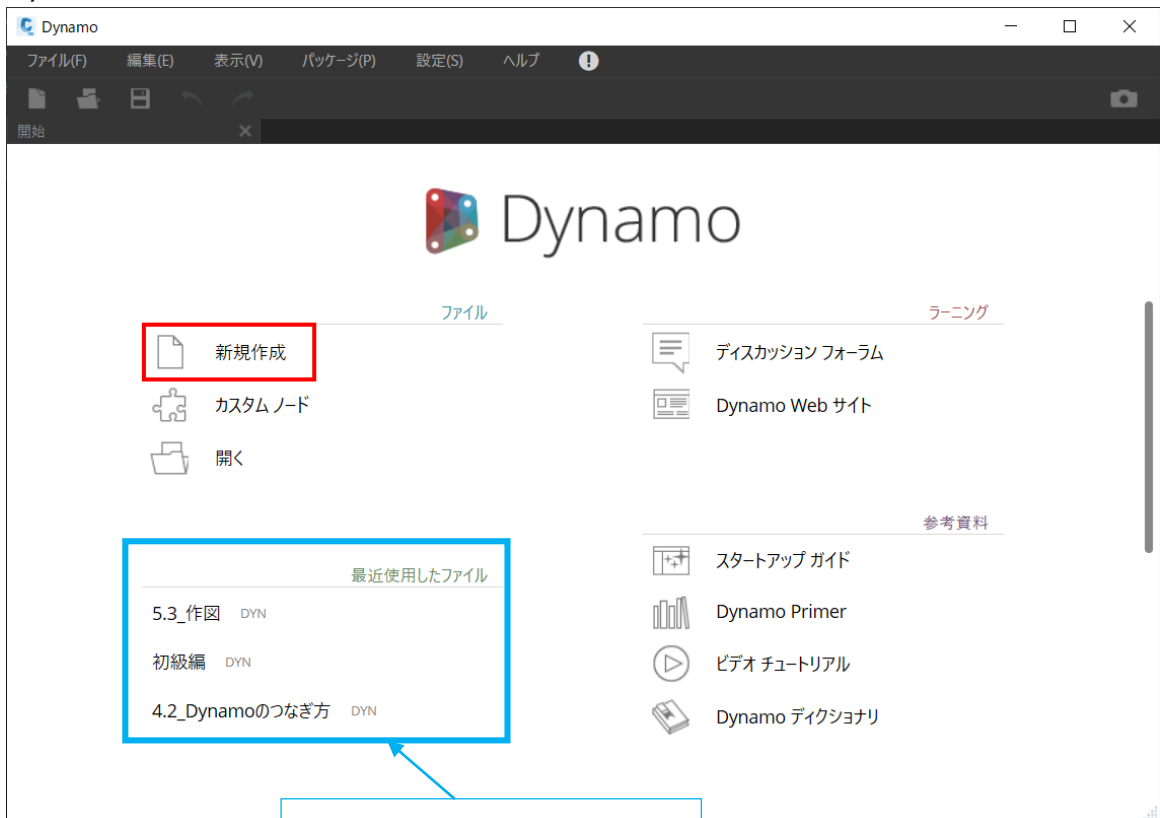 Dynamo
ファイル(F) 編集(E) 表示(V) パッケージ(P) 設定(S) ヘルプ
開始
Dynamo
ファイル
新規作成
カスタム ノード
開く
最近使用したファイル
5.3_作図 DYN
初級編 DYN
4.2_Dynamoのつなぎ方 DYN
ラーニング
ディスカッション フォーラム
Dynamo Web サイト
参考資料
スタートアップ ガイド
Dynamo Primer
ビデオ チュートリアル
Dynamo ディクショナリ